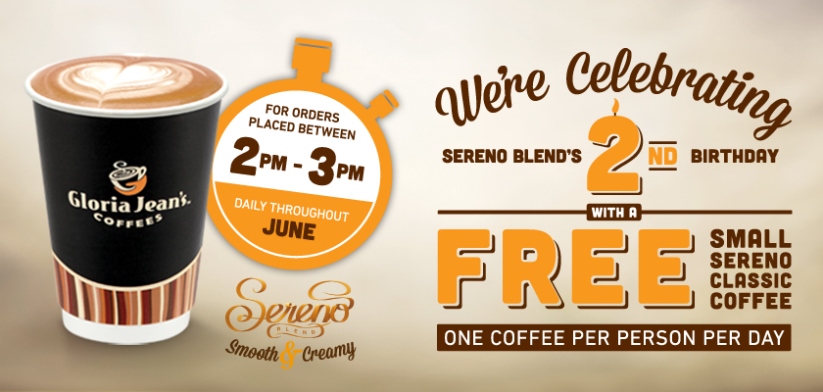 Gloria Jean's.
COFFEES
FOR ORDERS
PLACED BETWEEN
2PM - 3PM
DAILY THROUGHOUT
JUNE
Sereno
BLEND
Smooth & Creamy
We're Celebrating
SERENO BLEND'S 2ND BIRTHDAY
WITH A
FREE
SMALL
SERENO
CLASSIC
COFFEE
ONE COFFEE PER PERSON PER DAY